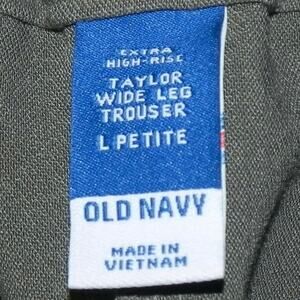 EXTRA
HIGH-RISE
TAYLOR
WIDE LEG
TROUSER
L PETITE
OLD NAVY
MADE IN
VIETNAM